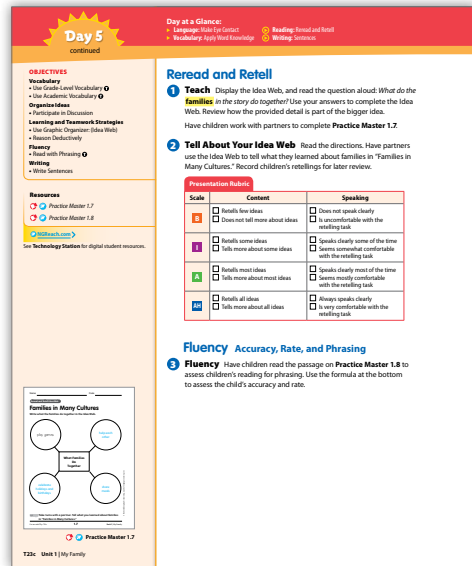 Day 5
continued
Day at a Glance:
Language: Make Eye Contact
Vocabulary: Apply Word Knowledge
Reading: Reread and Retell
Writing: Sentences
OBJECTIVES
Vocabulary
• Use Grade-Level Vocabulary
• Use Academic Vocabulary
Organize Ideas
• Participate in Discussion
Learning and Teamwork Strategies
• Use Graphic Organizer: (Idea Web)
• Reason Deductively
Fluency
• Read with Phrasing
Writing
• Write Sentences
Resources
Practice Master 1.7
Practice Master 1.8
NGReach.com
See Technology Station for digital student resources.
Families in Many Cultures
play games
What Families
Do
Together
Practice Master 1.7
T23c Unit 1 | My Family
Reread and Retell
1 Teach Display the Idea Web, and read the question aloud: What do the
families in the story do together? Use your answers to complete the Idea
Web. Review how the provided detail is part of the bigger idea.
Have children work with partners to complete Practice Master 1.7.
2 Tell About Your Idea Web Read the directions. Have partners
use the Idea Web to tell what they learned about families in “Families in
Many Cultures.” Record children’s retellings for later review.
Presentation Rubric
Scale Content Speaking
B
Retells few ideas
Does not tell more about ideas
Does not speak clearly
Is uncomfortable with the
retelling task
I
Retells some ideas
Tells more about some ideas
Speaks clearly some of the time
Seems somewhat comfortable
with the retelling task
A
Retells most ideas
Tells more about most ideas
Speaks clearly most of the time
Seems mostly comfortable
with the retelling task
AH
Retells all ideas
Tells more about all ideas
Always speaks clearly
Is very comfortable with the
retelling task
Fluency Accuracy, Rate, and Phrasing
3 Fluency Have children read the passage on Practice Master 1.8 to
assess children’s reading for phrasing. Use the formula at the bottom
to assess the child’s accuracy and rate.